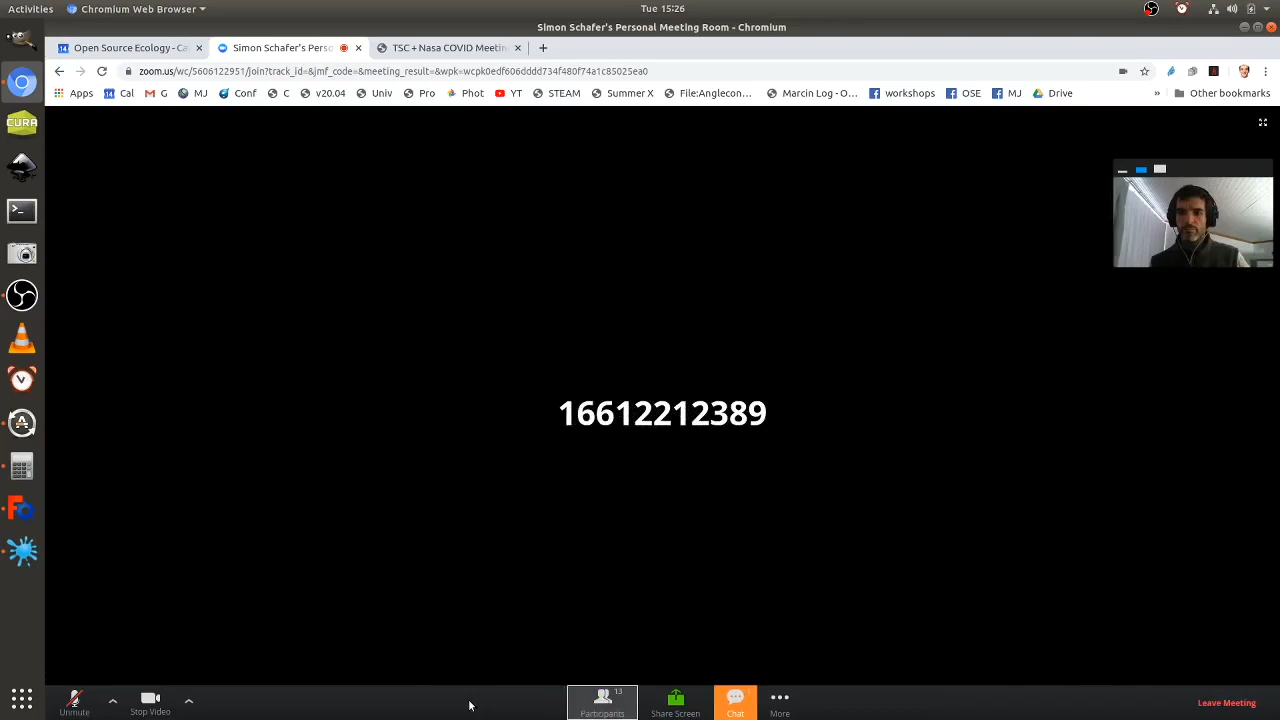 Activities Chromium Web Browser Tue 15:26
Simon Schafer's Personal Meeting Room - Chromium
Open Source Ecology - Ca Simon Schafer's Perso TSC + Nasa COVID Meetin
zoom.us/wc/5606122951/join?track_id=&jmf_code=&meeting_result=&wpk=wcpk0edfd6dddd734f480f74a1c85025ea0
Apps Cal G MJ Conf C v20.04 Univ Pro Phot YT STEAM Summer X File:Anglecon... Marcin Log - O... workshops OSE MJ Drive » Other bookmarks
CURA
16612212389
13
1
Unmute Stop Video Participants Share Screen Chat More Leave Meeting